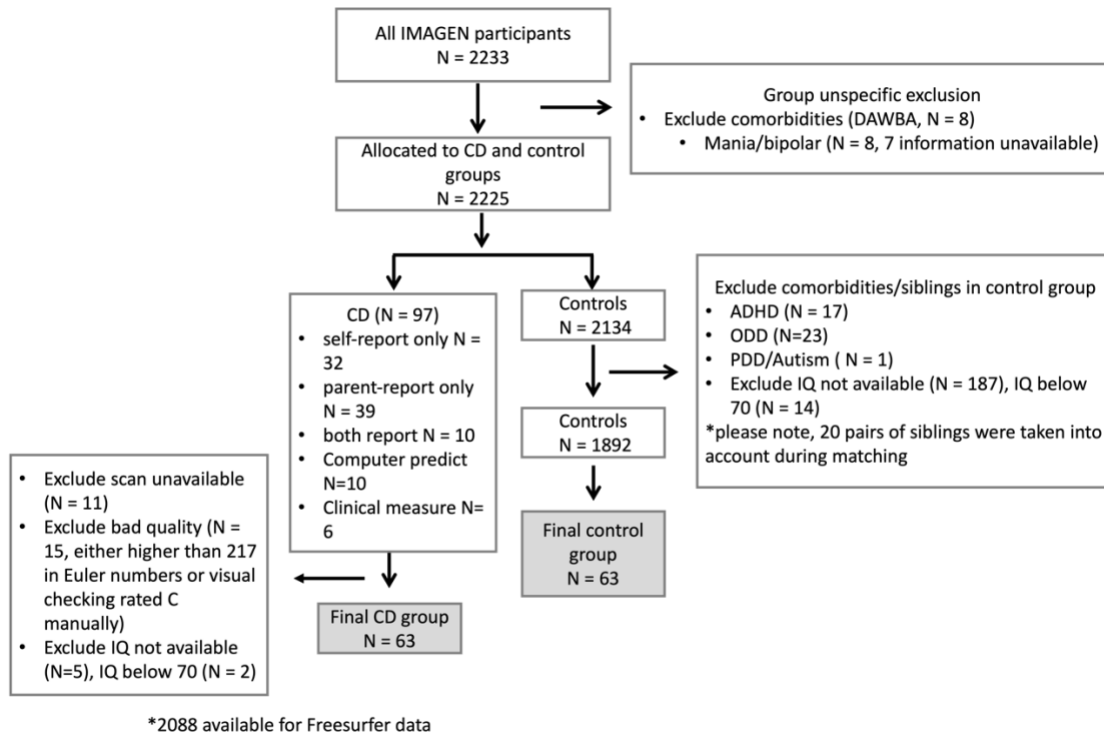 All IMAGEN participants
N = 2233
Group unspecific exclusion
• Exclude comorbidities (DAWBA, N = 8)
• Mania/bipolar (N = 8, 7 information unavailable)
Allocated to CD and control
groups
N = 2225
CD (N = 97)
• self-report only N =
32
• parent-report only
N = 39
• both report N = 10
• Computer predict
N=10
• Clinical measure N=
6
Controls
N = 2134
Exclude comorbidities/siblings in control group
• ADHD (N = 17)
• ODD (N=23)
• PDD/Autism ( N = 1)
• Exclude IQ not available (N = 187), IQ below
70 (N = 14)
*please note, 20 pairs of siblings were taken into
account during matching
Controls
N = 1892
• Exclude scan unavailable
(N = 11)
• Exclude bad quality (N =
15, either higher than 217
in Euler numbers or visual
checking rated C
manually)
• Exclude IQ not available
(N=5), IQ below 70 (N = 2)
Final control
group
N = 63
Final CD group
N = 63
*2088 available for Freesurfer data